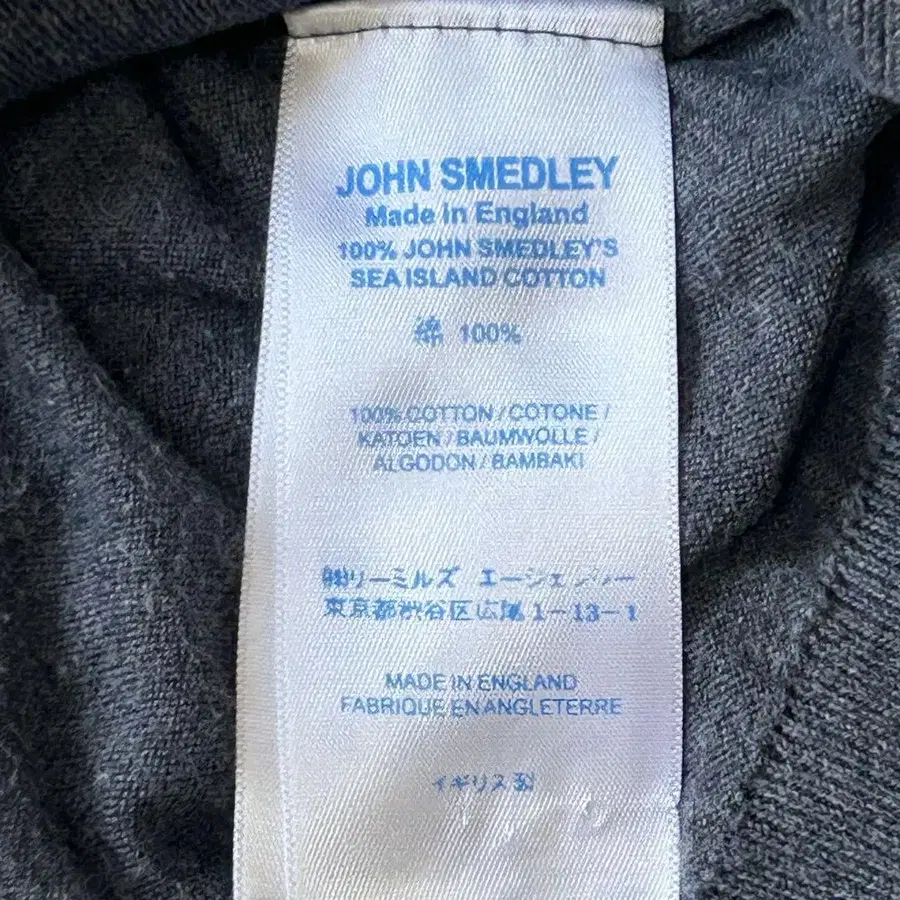 JOHN SMEDLEY
Made in England
100% JOHN SMEDLEY'S
SEA ISLAND COTTON
綿 100%
100% COTTON / COTONE /
KATOEN / BAUMWOLLE /
ALGODON / BAMBAKI
㈱リーミルズ エージェンシー
東京都渋谷区広尾 1-13-1
MADE IN ENGLAND
FABRIQUE EN ANGLETERRE
イギリス製